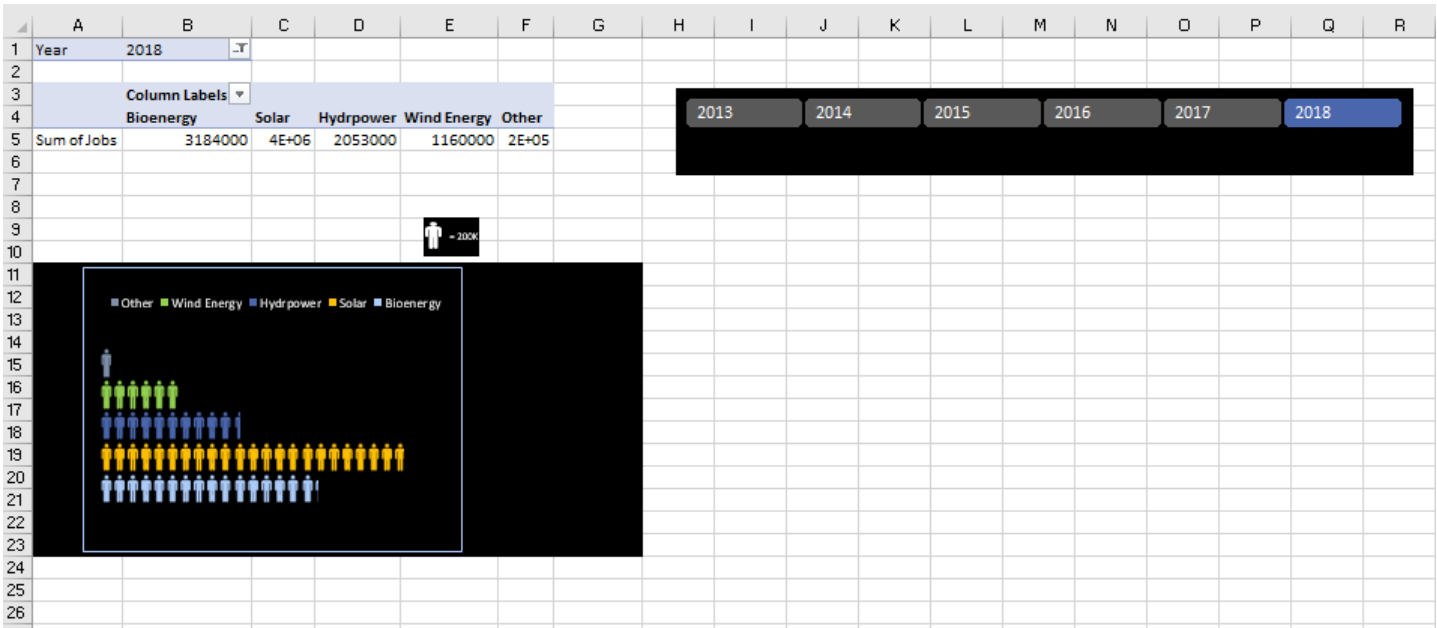 A B C D E F G H I J K L M N O P Q R
1 Year 2018
2
3 Column Labels
4 Bioenergy Solar Hydrpower Wind Energy Other
5 Sum of Jobs 3184000 4E+06 2053000 1160000 2E+05
2013 2014 2015 2016 2017 2018
6
7
8
9
= 200K
10
11
12
Other Wind Energy Hydrpower Solar Bioenergy
13
14
15
16
17
18
19
20
21
22
23
24
25
26